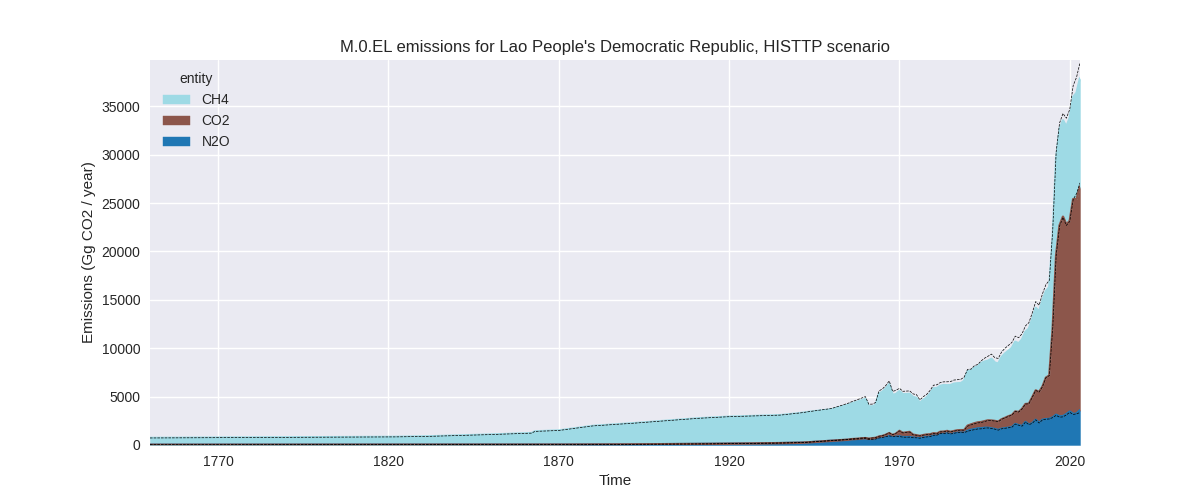 M.0.EL emissions for Lao People's Democratic Republic, HISTTP scenario
entity
CH4
CO2
N2O
Emissions (Gg CO2 / year)
35000
30000
25000
20000
15000
10000
5000
0
1770
1820
1870
1920
1970
2020
Time